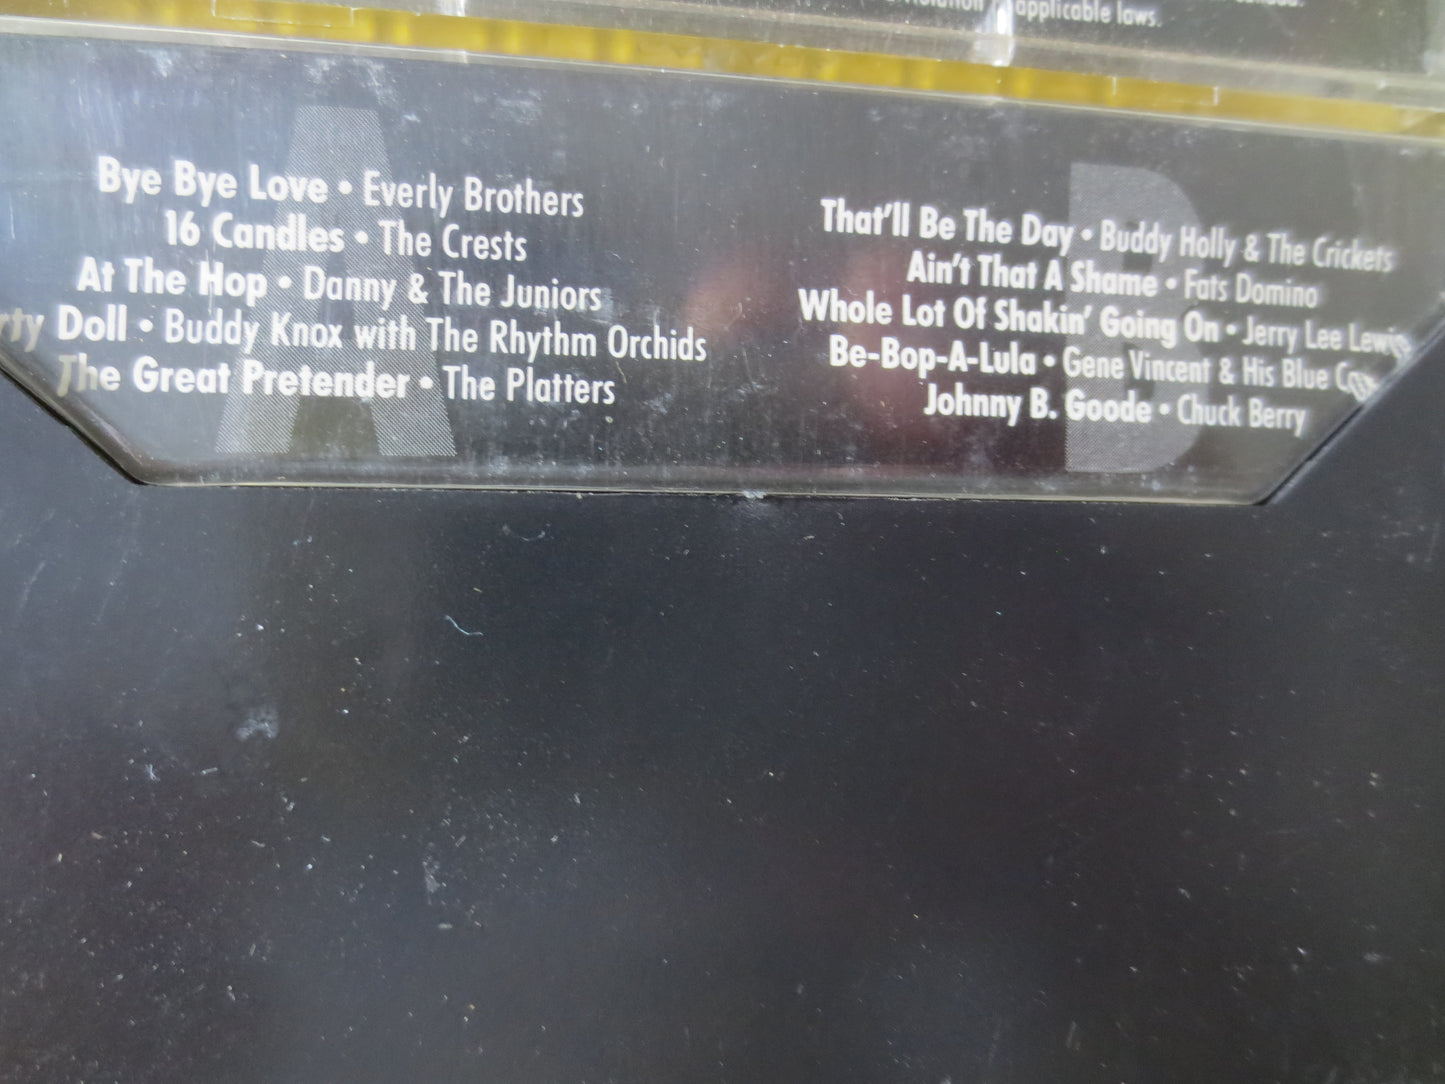 violation applicable laws.
A
Bye Bye Love • Everly Brothers
16 Candles • The Crests
At The Hop • Danny & The Juniors
rty Doll • Buddy Knox with The Rhythm Orchids
The Great Pretender • The Platters
B
That'll Be The Day • Buddy Holly & The Crickets
Ain't That A Shame • Fats Domino
Whole Lot Of Shakin' Going On • Jerry Lee Lewis
Be-Bop-A-Lula • Gene Vincent & His Blue
Johnny B. Goode • Chuck Berry